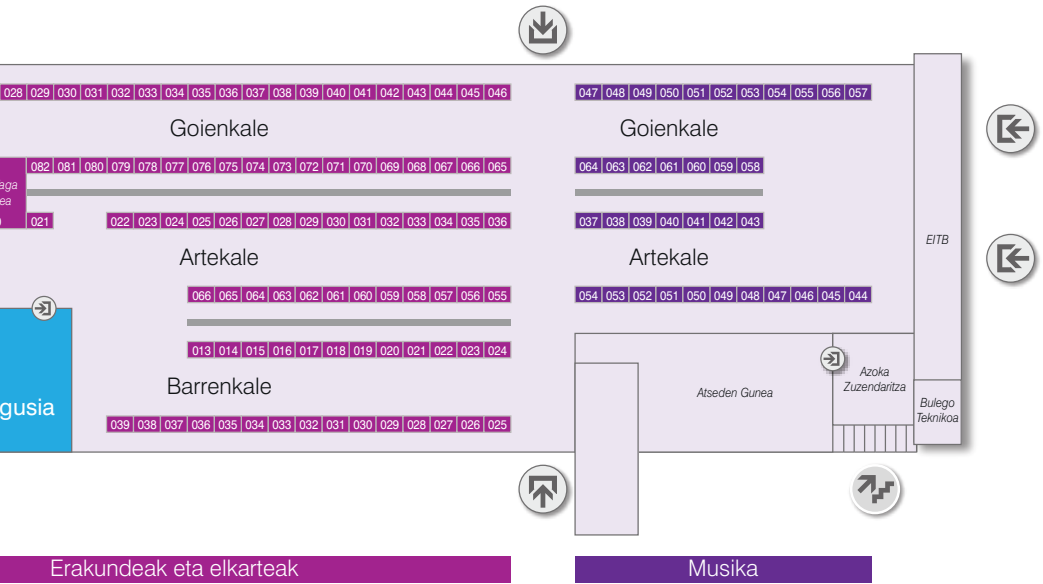 028 029 030 031 032 033 034 035 036 037 038 039 040 041 042 043 044 045 046
047 048 049 050 051 052 053 054 055 056 057
Goienkale
Goienkale
082 081 080 079 078 077 076 075 074 073 072 071 070 069 068 067 066 065
064 063 062 061 060 059 058
021
022 023 024 025 026 027 028 029 030 031 032 033 034 035 036
037 038 039 040 041 042 043
EITB
Artekale
Artekale
066 065 064 063 062 061 060 059 058 057 056 055
054 053 052 051 050 049 048 047 046 045 044
013 014 015 016 017 018 019 020 021 022 023 024
Barrenkale
Atseden Gunea
Azoka
Zuzendaritza
Bulego
Teknikoa
gusia
039 038 037 036 035 034 033 032 031 030 029 028 027 026 025
Erakundeak eta elkarteak
Musika